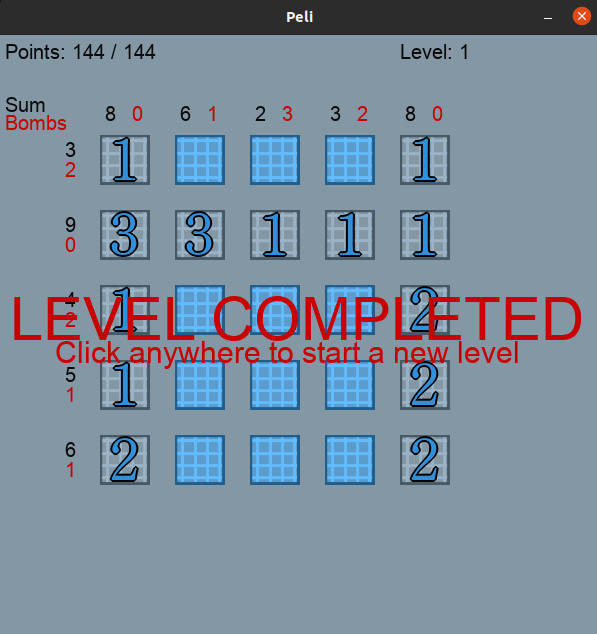 Peli
Points: 144 / 144
Level: 1
Sum
Bombs
8 0 6 1 2 3 3 2 8 0
3
2
1 1
9
0
3 3 1 1 1
4
2
1 2
LEVEL COMPLETED
Click anywhere to start a new level
5
1
1 2
6
1
2 2